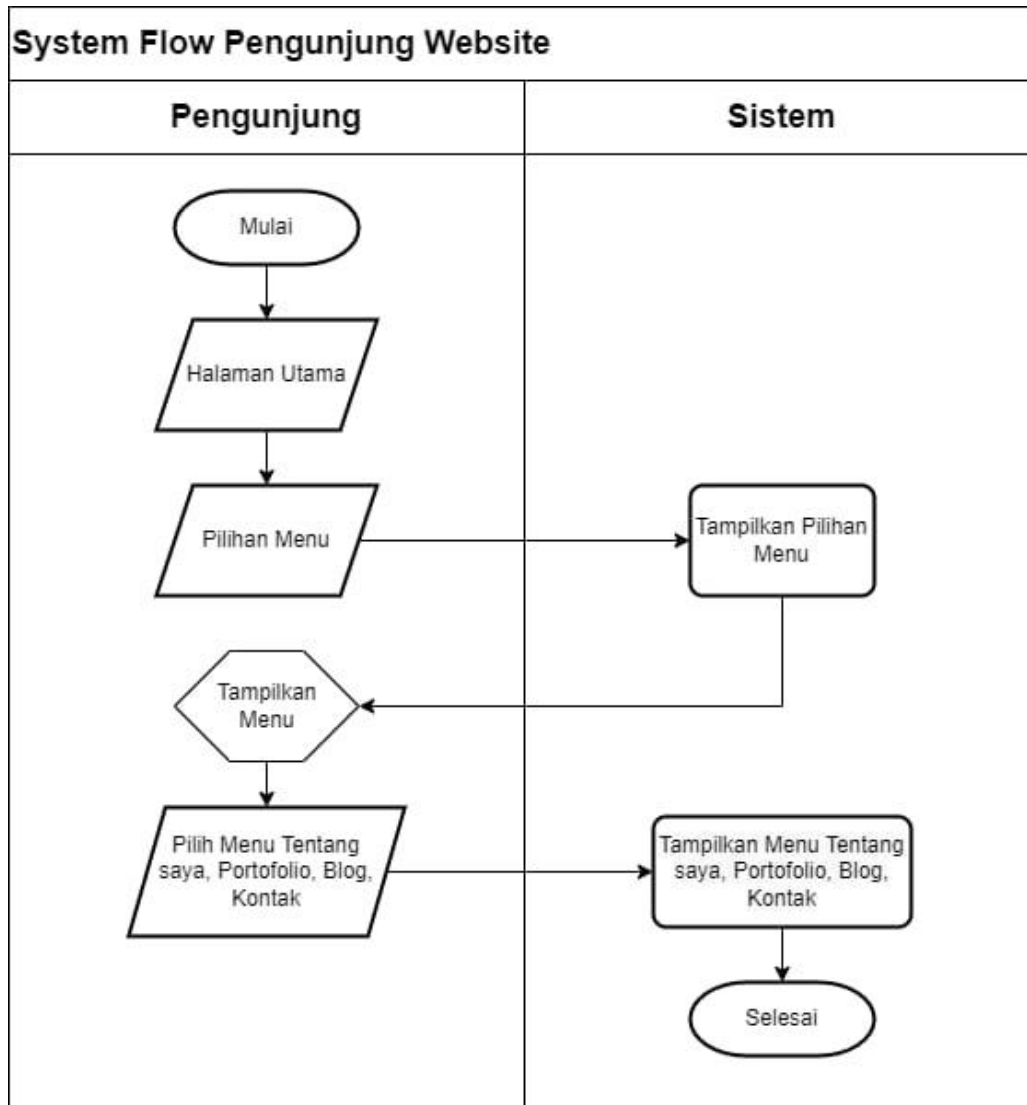 System Flow Pengunjung Website
Pengunjung
Sistem
Mulai
Halaman Utama
Pilihan Menu
Tampilkan Pilihan
Menu
Tampilkan
Menu
Pilih Menu Tentang
saya, Portofolio, Blog,
Kontak
Tampilkan Menu Tentang
saya, Portofolio, Blog,
Kontak
Selesai